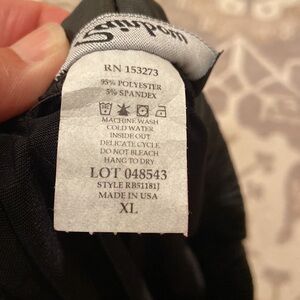 RN 153273
95% POLYESTER
5% SPANDEX
MACHINE WASH
COLD WATER
INSIDE OUT
DELICATE CYCLE
DO NOT BLEACH
HANG TO DRY
LOT 048543
STYLE RB51181J
MADE IN USA
XL